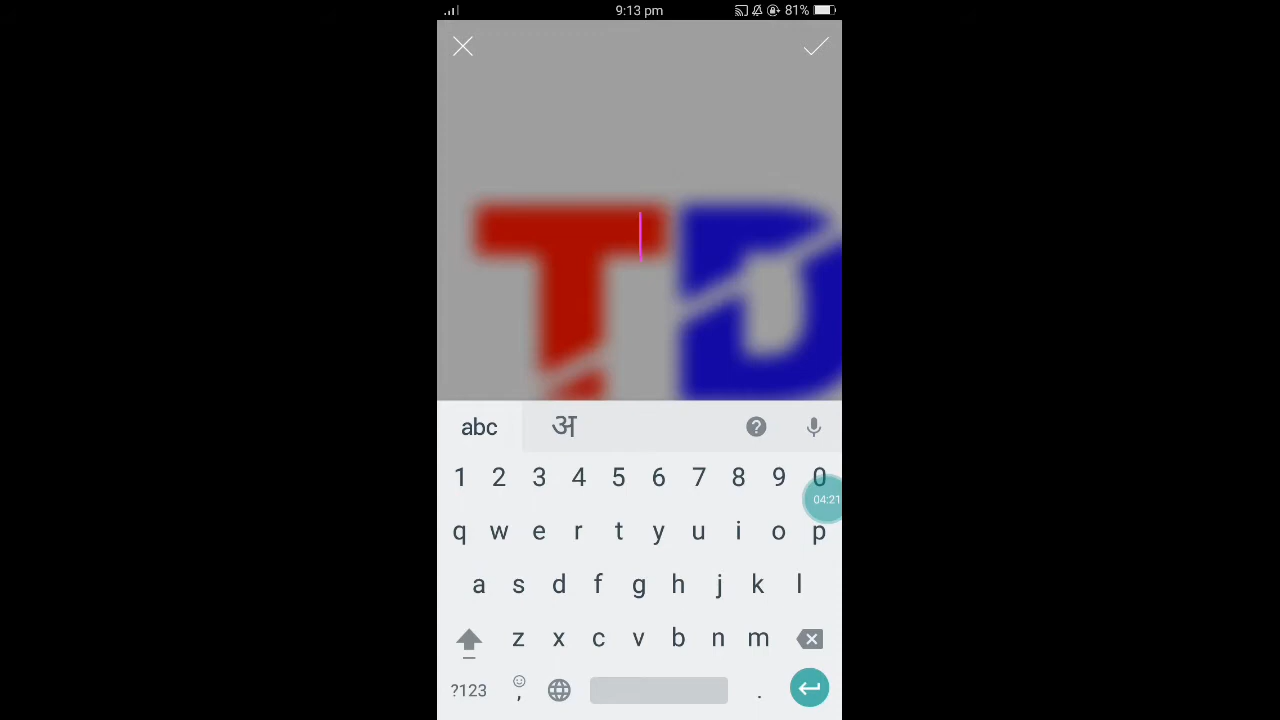 9:13 pm 81%
TD
abc अ
1 2 3 4 5 6 7 8 9 0
04:21
q w e r t y u i o p
a s d f g h j k l
z x c v b n m
?123 , .